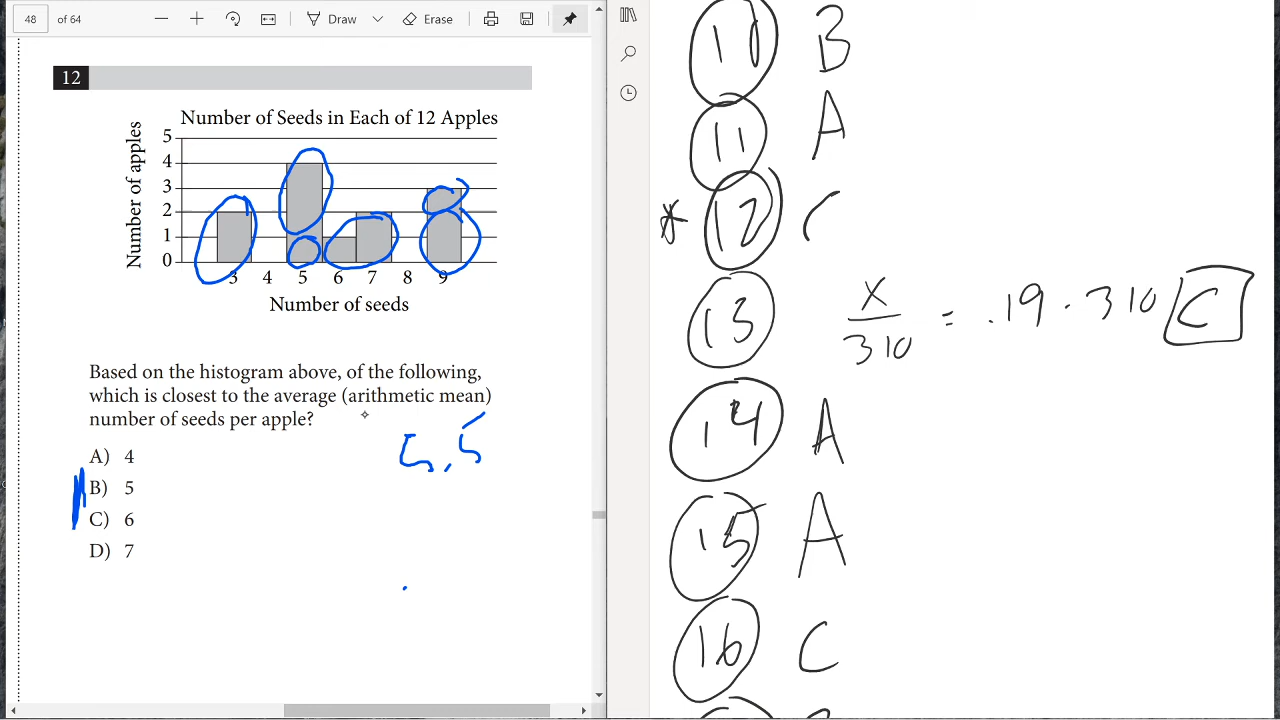 48 of 64
Draw
Erase
12
Number of Seeds in Each of 12 Apples
Number of apples
5
4
3
2
1
0
3 4 5 6 7 8 9
Number of seeds
Based on the histogram above, of the following,
which is closest to the average (arithmetic mean)
number of seeds per apple?
5,5
A) 4
B) 5
C) 6
D) 7
10 B
11 A
* 12 C
13 x/310 = .19 · 310 C
14 A
15 A
16 C